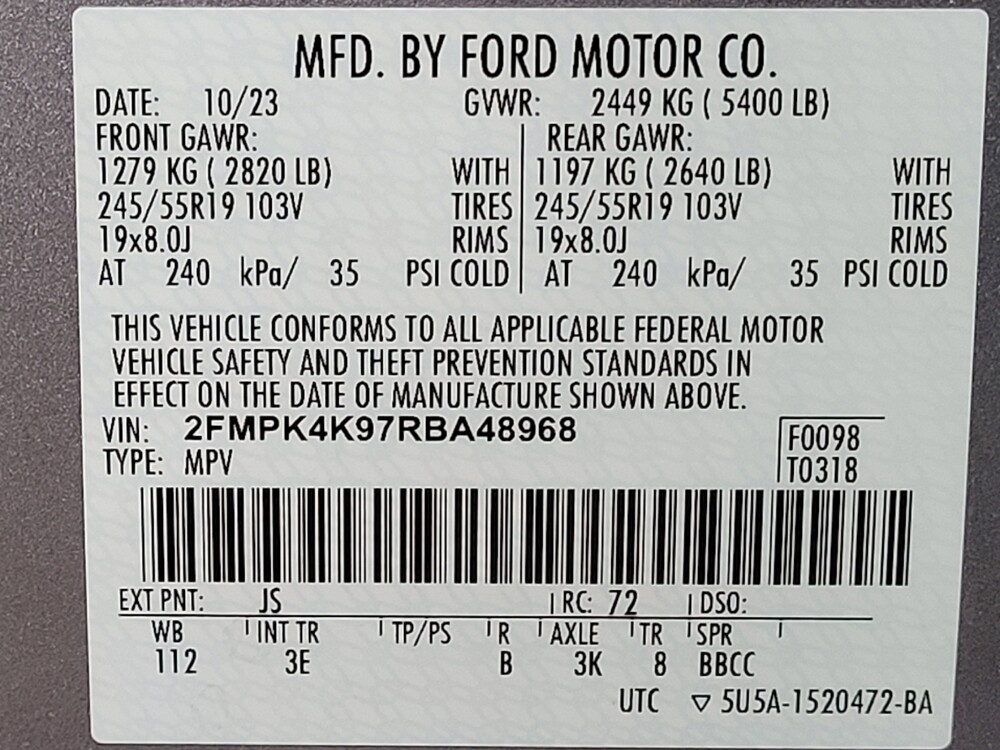 MFD. BY FORD MOTOR CO.
DATE: 10/23 GVWR: 2449 KG ( 5400 LB)
FRONT GAWR: REAR GAWR:
1279 KG ( 2820 LB) WITH 1197 KG ( 2640 LB) WITH
245/55R19 103V TIRES 245/55R19 103V TIRES
19x8.0J RIMS 19x8.0J RIMS
AT 240 kPa/ 35 PSI COLD AT 240 kPa/ 35 PSI COLD
THIS VEHICLE CONFORMS TO ALL APPLICABLE FEDERAL MOTOR
VEHICLE SAFETY AND THEFT PREVENTION STANDARDS IN
EFFECT ON THE DATE OF MANUFACTURE SHOWN ABOVE.
VIN: 2FMPK4K97RBA48968 F0098
TYPE: MPV T0318
EXT PNT: JS RC: 72 DSO:
WB INT TR TP/PS R AXLE TR SPR
112 3E B 3K 8 BBCC
UTC ▽ 5U5A-1520472-BA